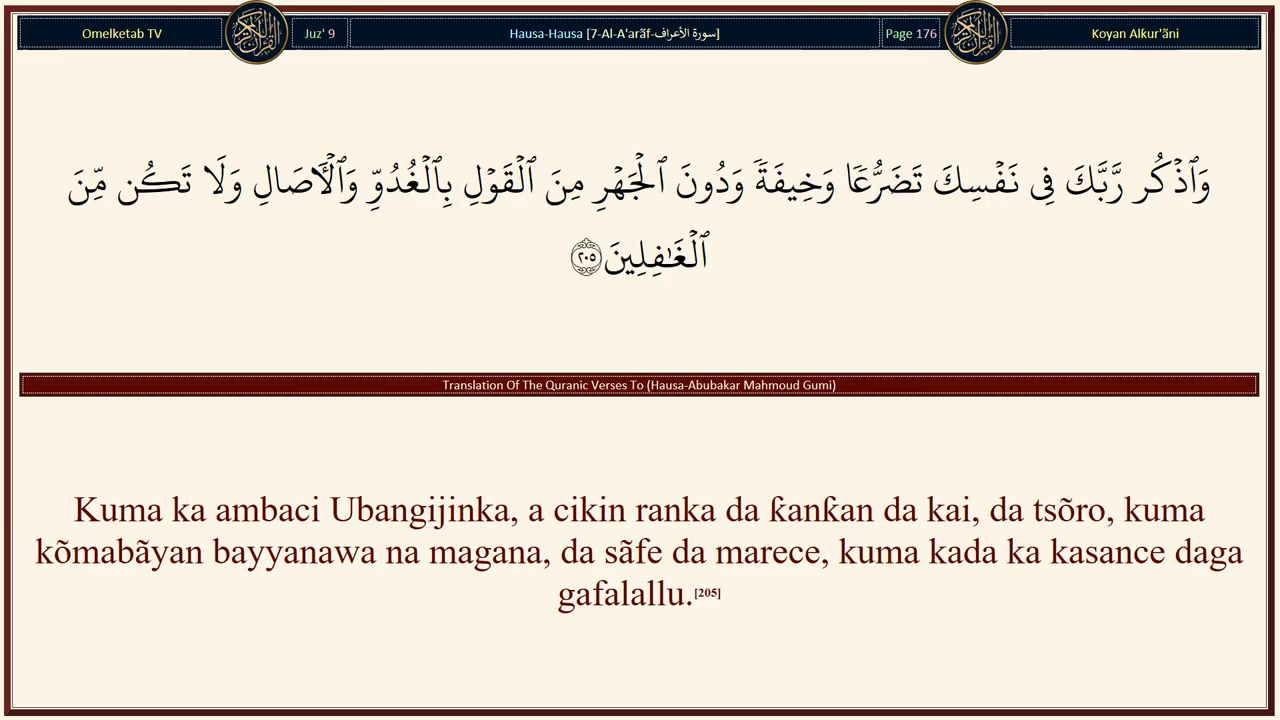 Omelketab TV
Juz' 9
Hausa-Hausa [7-Al-A'arãf-سورة الأعراف]
Page 176
Koyan Alƙur'ãni
وَٱذۡكُر رَّبَّكَ فِي نَفۡسِكَ تَضَرُّعٗا وَخِيفَةٗ وَدُونَ ٱلۡجَهۡرِ مِنَ ٱلۡقَوۡلِ بِٱلۡغُدُوِّ وَٱلۡأٓصَالِ وَلَا تَكُن مِّنَ
ٱلۡغَٰفِلِينَ ٢٠٥
Translation Of The Quranic Verses To (Hausa-Abubakar Mahmoud Gumi)
Kuma ka ambaci Ubangijinka, a cikin ranka da ƙanƙan da kai, da tsõro, kuma
kõmabãyan bayyanawa na magana, da sãfe da marece, kuma kada ka kasance daga
gafalallu.[205]